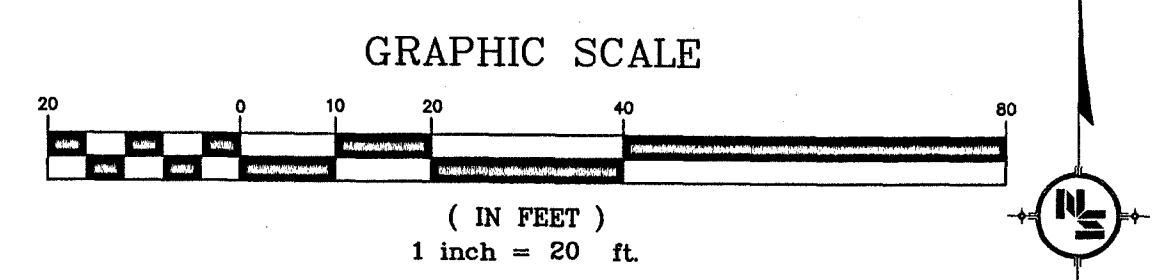 GRAPHIC SCALE
20 0 10 20 40 80
( IN FEET )
1 inch = 20 ft.
N
S